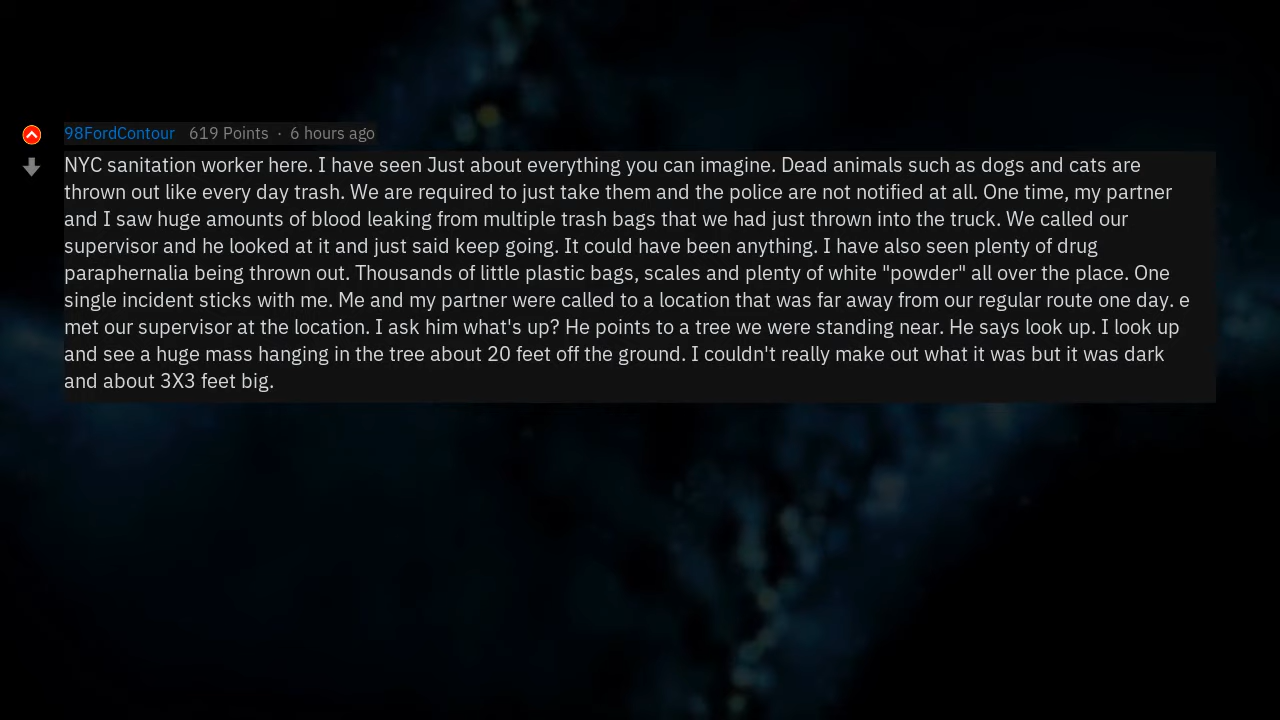 98FordContour 619 Points · 6 hours ago
NYC sanitation worker here. I have seen Just about everything you can imagine. Dead animals such as dogs and cats are
thrown out like every day trash. We are required to just take them and the police are not notified at all. One time, my partner
and I saw huge amounts of blood leaking from multiple trash bags that we had just thrown into the truck. We called our
supervisor and he looked at it and just said keep going. It could have been anything. I have also seen plenty of drug
paraphernalia being thrown out. Thousands of little plastic bags, scales and plenty of white "powder" all over the place. One
single incident sticks with me. Me and my partner were called to a location that was far away from our regular route one day. e
met our supervisor at the location. I ask him what's up? He points to a tree we were standing near. He says look up. I look up
and see a huge mass hanging in the tree about 20 feet off the ground. I couldn't really make out what it was but it was dark
and about 3X3 feet big.